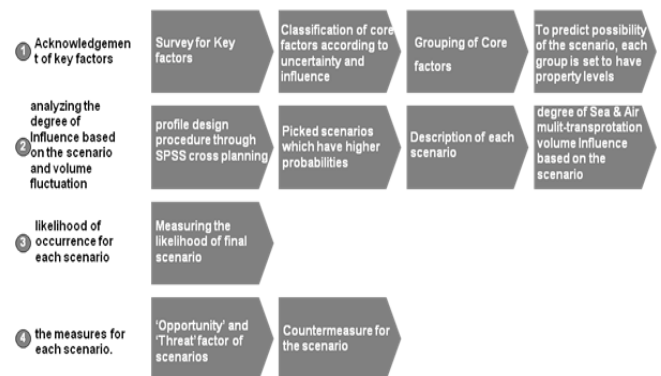 1
Acknowledgemen
t of key factors
Survey for Key
factors
Classification of core
factors according to
uncertainty and
influence
Grouping of Core
factors
To predict possibility
of the scenario, each
group is set to have
property levels
2
analyzing the
degree of
Influence based
on the scenario
and volume
fluctuation
profile design
procedure through
SPSS cross planning
Picked scenarios
which have higher
probabilities
Description of each
scenario
degree of Sea & Air
mulit-transprotation
volume Influence
based on the
scenario
3
likelihood of
occurrence for
each scenario
Measuring the
likelihood of final
scenario
4
the measures for
each scenario.
'Opportunity' and
'Threat' factor of
scenarios
Countermeasure for
the scenario